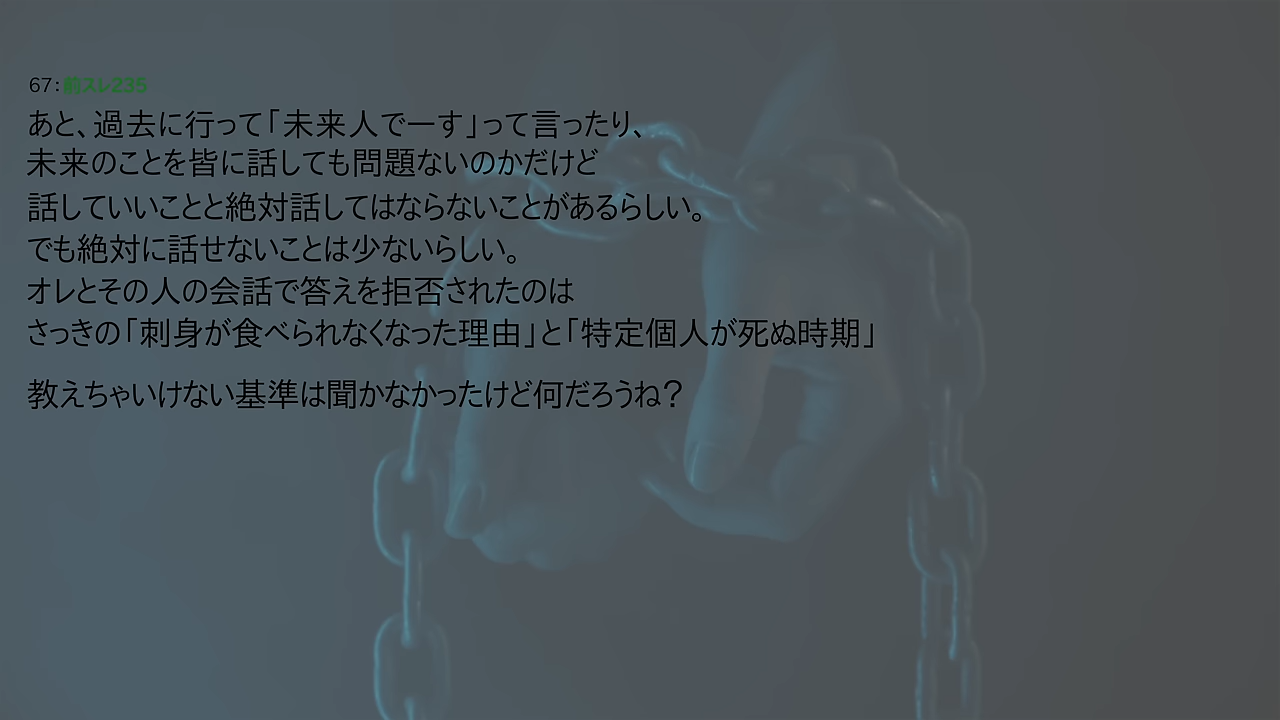 67：前スレ235
あと、過去に行って「未来人でーす」って言ったり、
未来のことを皆に話しても問題ないのかだけど
話していいことと絶対話してはならないことがあるらしい。
でも絶対に話せないことは少ないらしい。
オレとその人の会話で答えを拒否されたのは
さっきの「刺身が食べられなくなった理由」と「特定個人が死ぬ時期」
教えちゃいけない基準は聞かなかったけど何だろうね？